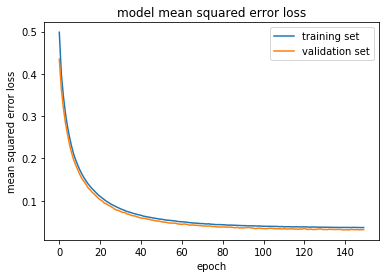 model mean squared error loss
training set
validation set
mean squared error loss
0.5
0.4
0.3
0.2
0.1
0 20 40 60 80 100 120 140
epoch